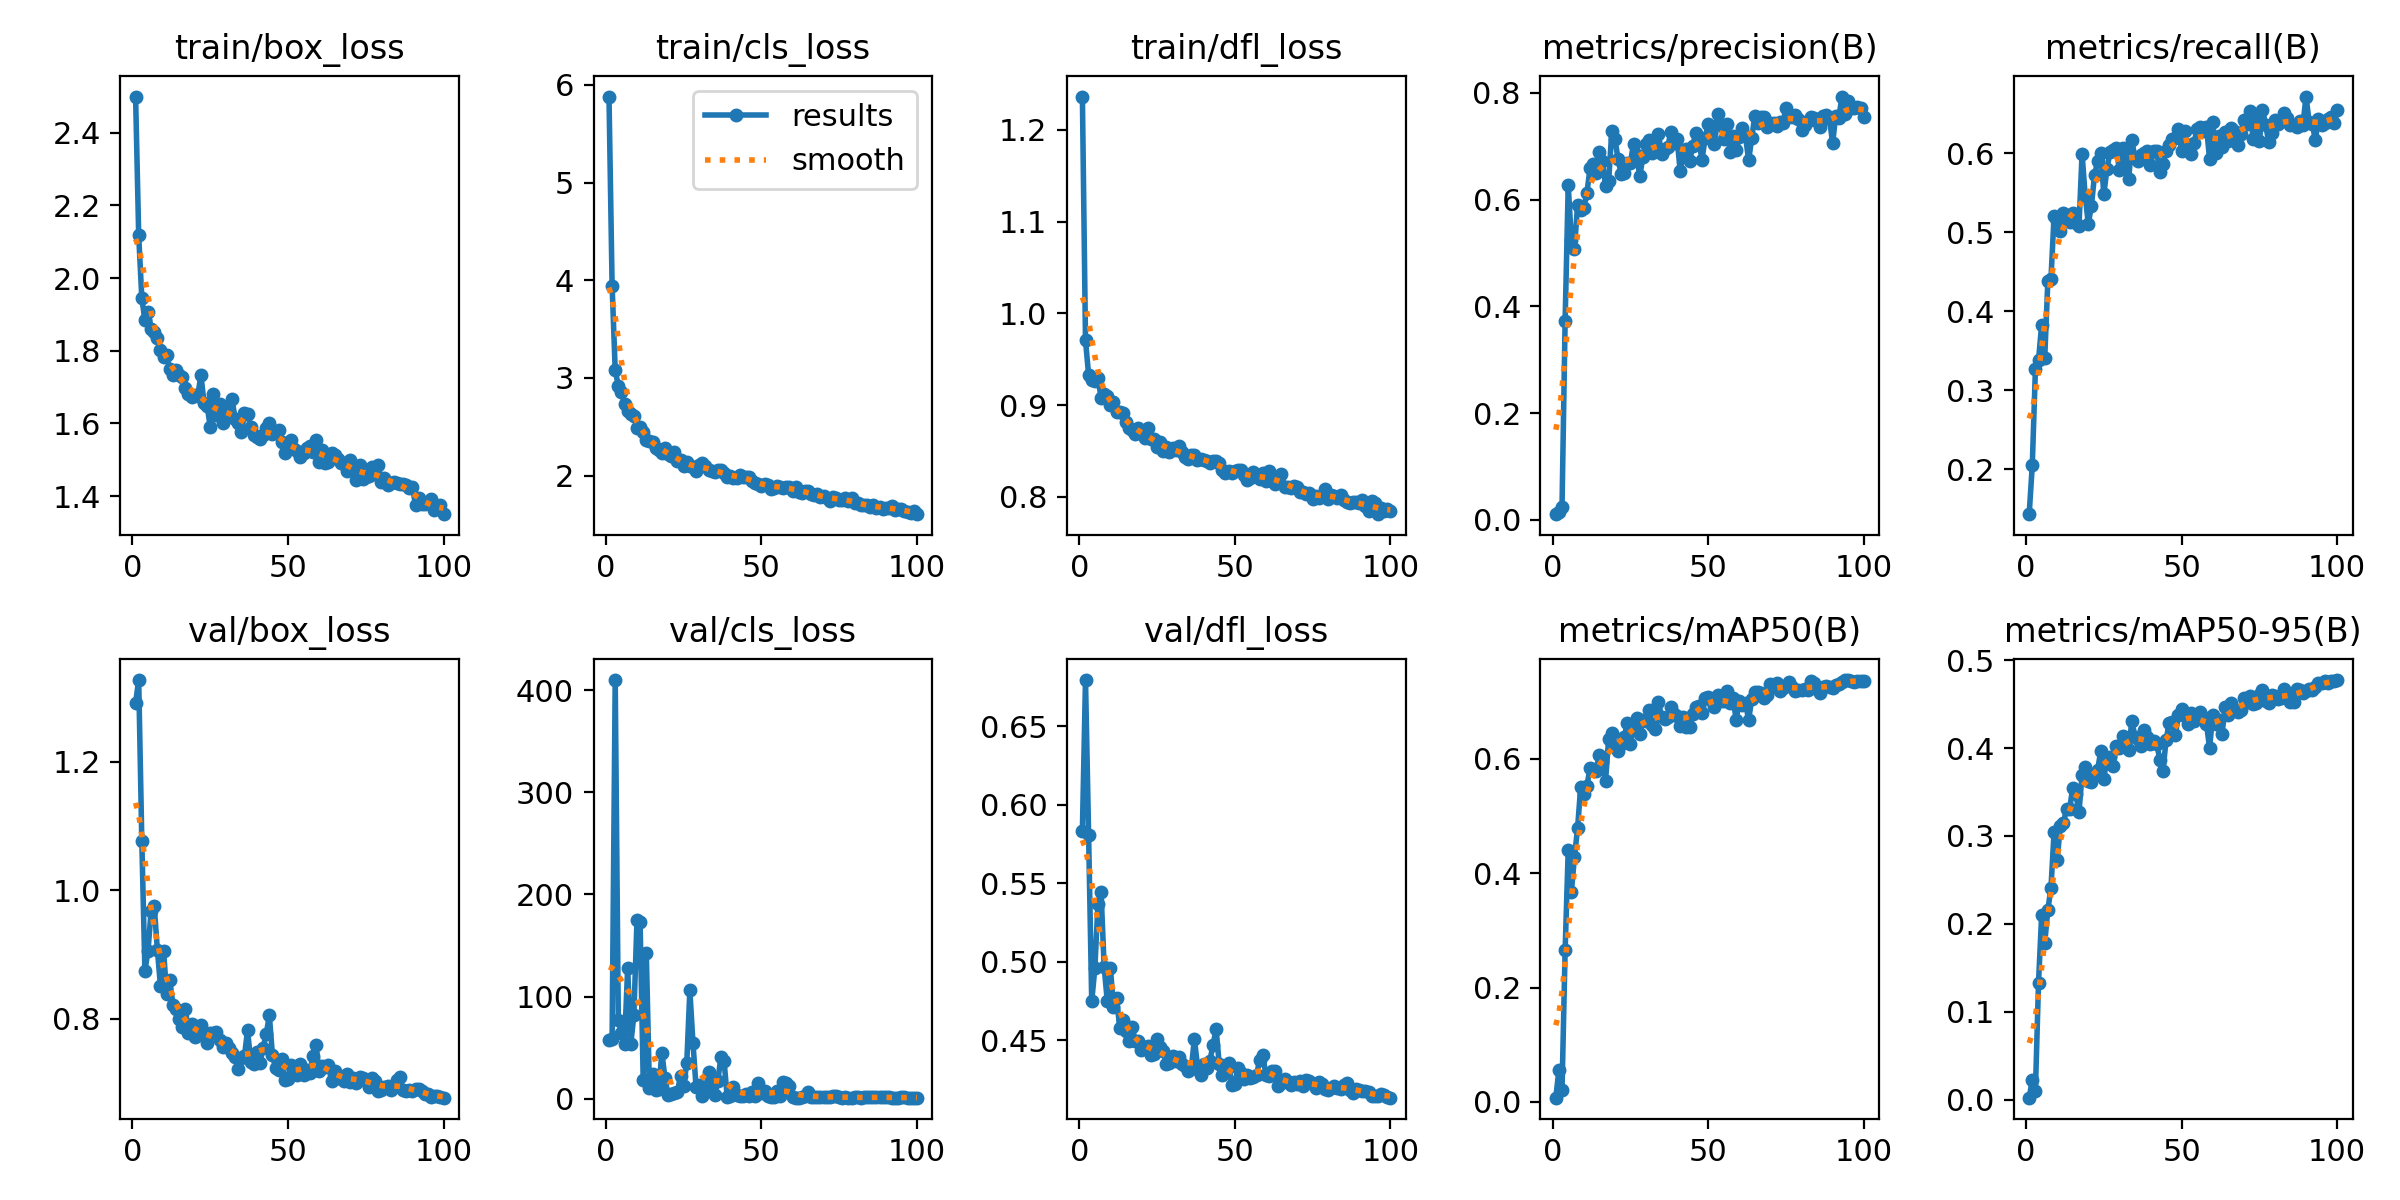 train/box_loss
2.4
2.2
2.0
1.8
1.6
1.4
0 50 100
train/cls_loss
results
smooth
6
5
4
3
2
0 50 100
train/dfl_loss
1.2
1.1
1.0
0.9
0.8
0 50 100
metrics/precision(B)
0.8
0.6
0.4
0.2
0.0
0 50 100
metrics/recall(B)
0.6
0.5
0.4
0.3
0.2
0 50 100
val/box_loss
1.2
1.0
0.8
0 50 100
val/cls_loss
400
300
200
100
0
0 50 100
val/dfl_loss
0.65
0.60
0.55
0.50
0.45
0 50 100
metrics/mAP50(B)
0.6
0.4
0.2
0.0
0 50 100
metrics/mAP50-95(B)
0.5
0.4
0.3
0.2
0.1
0.0
0 50 100